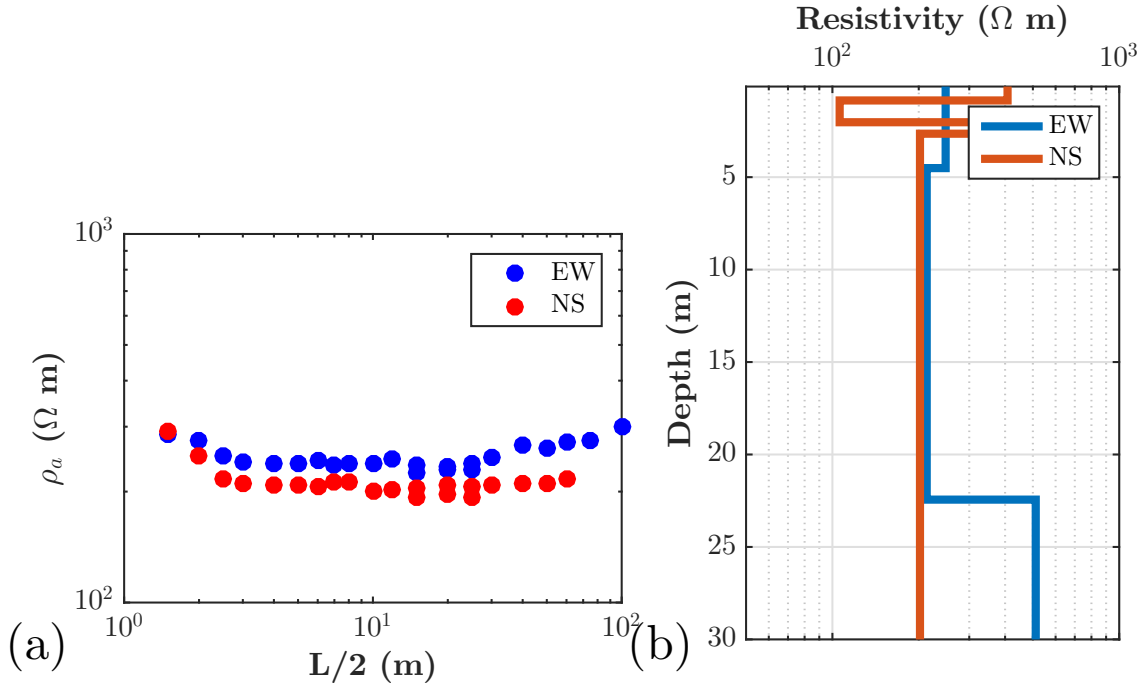 10³
ρₐ (Ω m)
10²
10⁰
10¹
10²
L/2 (m)
EW
NS
(a)
Resistivity (Ω m)
10²
10³
EW
NS
Depth (m)
5
10
15
20
25
30
(b)